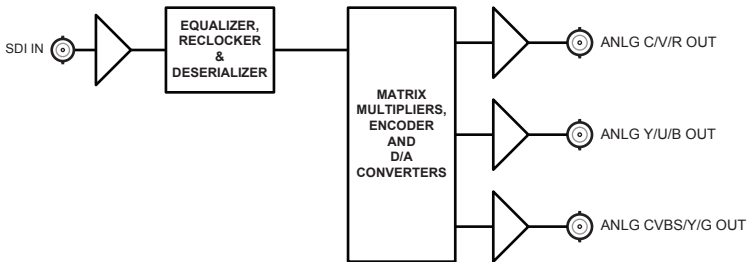 SDI IN
EQUALIZER,
RECLOCKER
&
DESERIALIZER
MATRIX
MULTIPLIERS,
ENCODER
AND
D/A
CONVERTERS
ANLG C/V/R OUT
ANLG Y/U/B OUT
ANLG CVBS/Y/G OUT